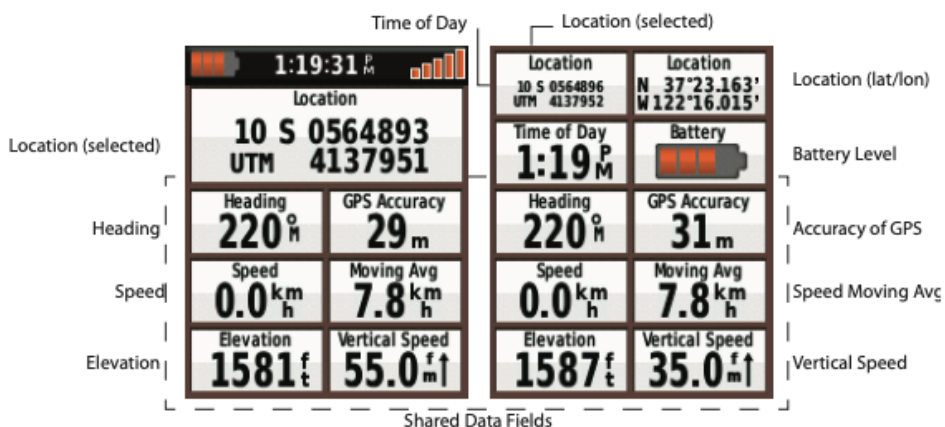 Time of Day
Location (selected)
1:19:31 PM
Location
10 S 0564893
UTM 4137951
Location (selected)
Heading
220°M
GPS Accuracy
29 m
Heading
Speed
0.0 km/h
Moving Avg
7.8 km/h
Speed
Elevation
1581 ft
Vertical Speed
55.0 f/m↑
Elevation
Location
10 S 0564896
UTM 4137952
Location
N 37°23.163'
W 122°16.015'
Location (lat/lon)
Time of Day
1:19 PM
Battery
Battery Level
Heading
220°M
GPS Accuracy
31 m
Accuracy of GPS
Speed
0.0 km/h
Moving Avg
7.8 km/h
Speed Moving Avg
Elevation
1587 ft
Vertical Speed
35.0 f/m↑
Vertical Speed
Shared Data Fields